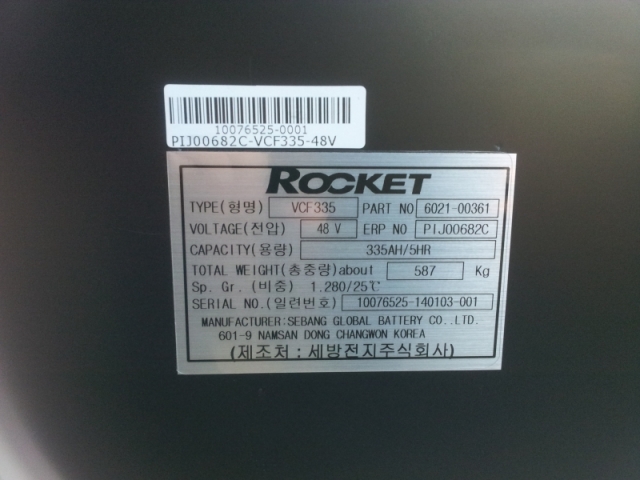 10076525-0001
PIJ00682C-VCF335-48V
ROCKET
TYPE(형명) VCF335 PART NO 6021-00361
VOLTAGE(전압) 48 V ERP NO PIJ00682C
CAPACITY(용량) 335AH/5HR
TOTAL WEIGHT(총중량)about 587 Kg
Sp. Gr. (비중) 1.280/25℃
SERIAL NO.(일련번호) 10076525-140103-001
MANUFACTURER:SEBANG GLOBAL BATTERY CO., LTD.
601-9 NAMSAN DONG CHANGWON KOREA
(제조처:세방전지주식회사)